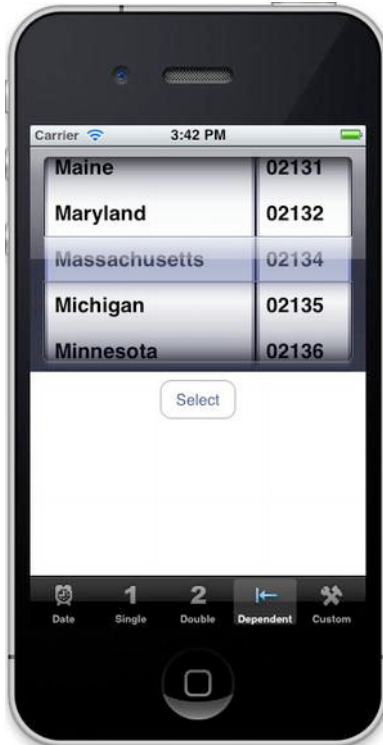 Carrier 3:42 PM
Maine 02131
Maryland 02132
Massachusetts 02134
Michigan 02135
Minnesota 02136
Select
1 2
Date Single Double Dependent Custom